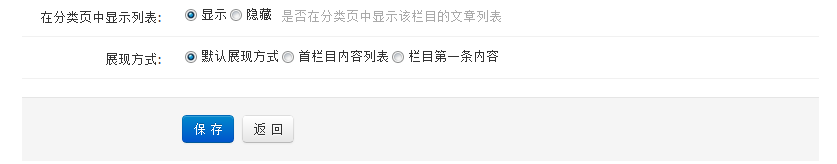 在分类页中显示列表: 显示 隐藏 是否在分类页中显示该栏目的文章列表
展现方式: 默认展现方式 首栏目内容列表 栏目第一条内容
保 存 返 回